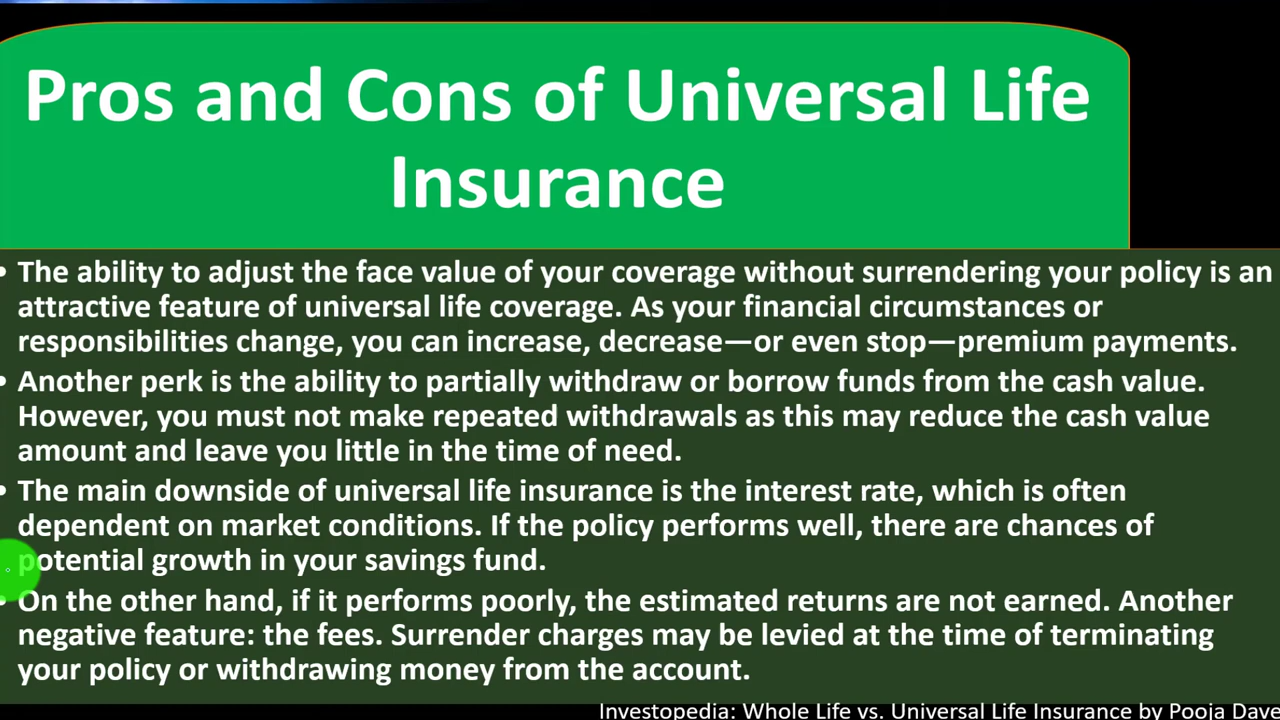 Pros and Cons of Universal Life
Insurance
• The ability to adjust the face value of your coverage without surrendering your policy is an
attractive feature of universal life coverage. As your financial circumstances or
responsibilities change, you can increase, decrease—or even stop—premium payments.
• Another perk is the ability to partially withdraw or borrow funds from the cash value.
However, you must not make repeated withdrawals as this may reduce the cash value
amount and leave you little in the time of need.
• The main downside of universal life insurance is the interest rate, which is often
dependent on market conditions. If the policy performs well, there are chances of
potential growth in your savings fund.
• On the other hand, if it performs poorly, the estimated returns are not earned. Another
negative feature: the fees. Surrender charges may be levied at the time of terminating
your policy or withdrawing money from the account.
Investopedia: Whole Life vs. Universal Life Insurance by Pooja Dave